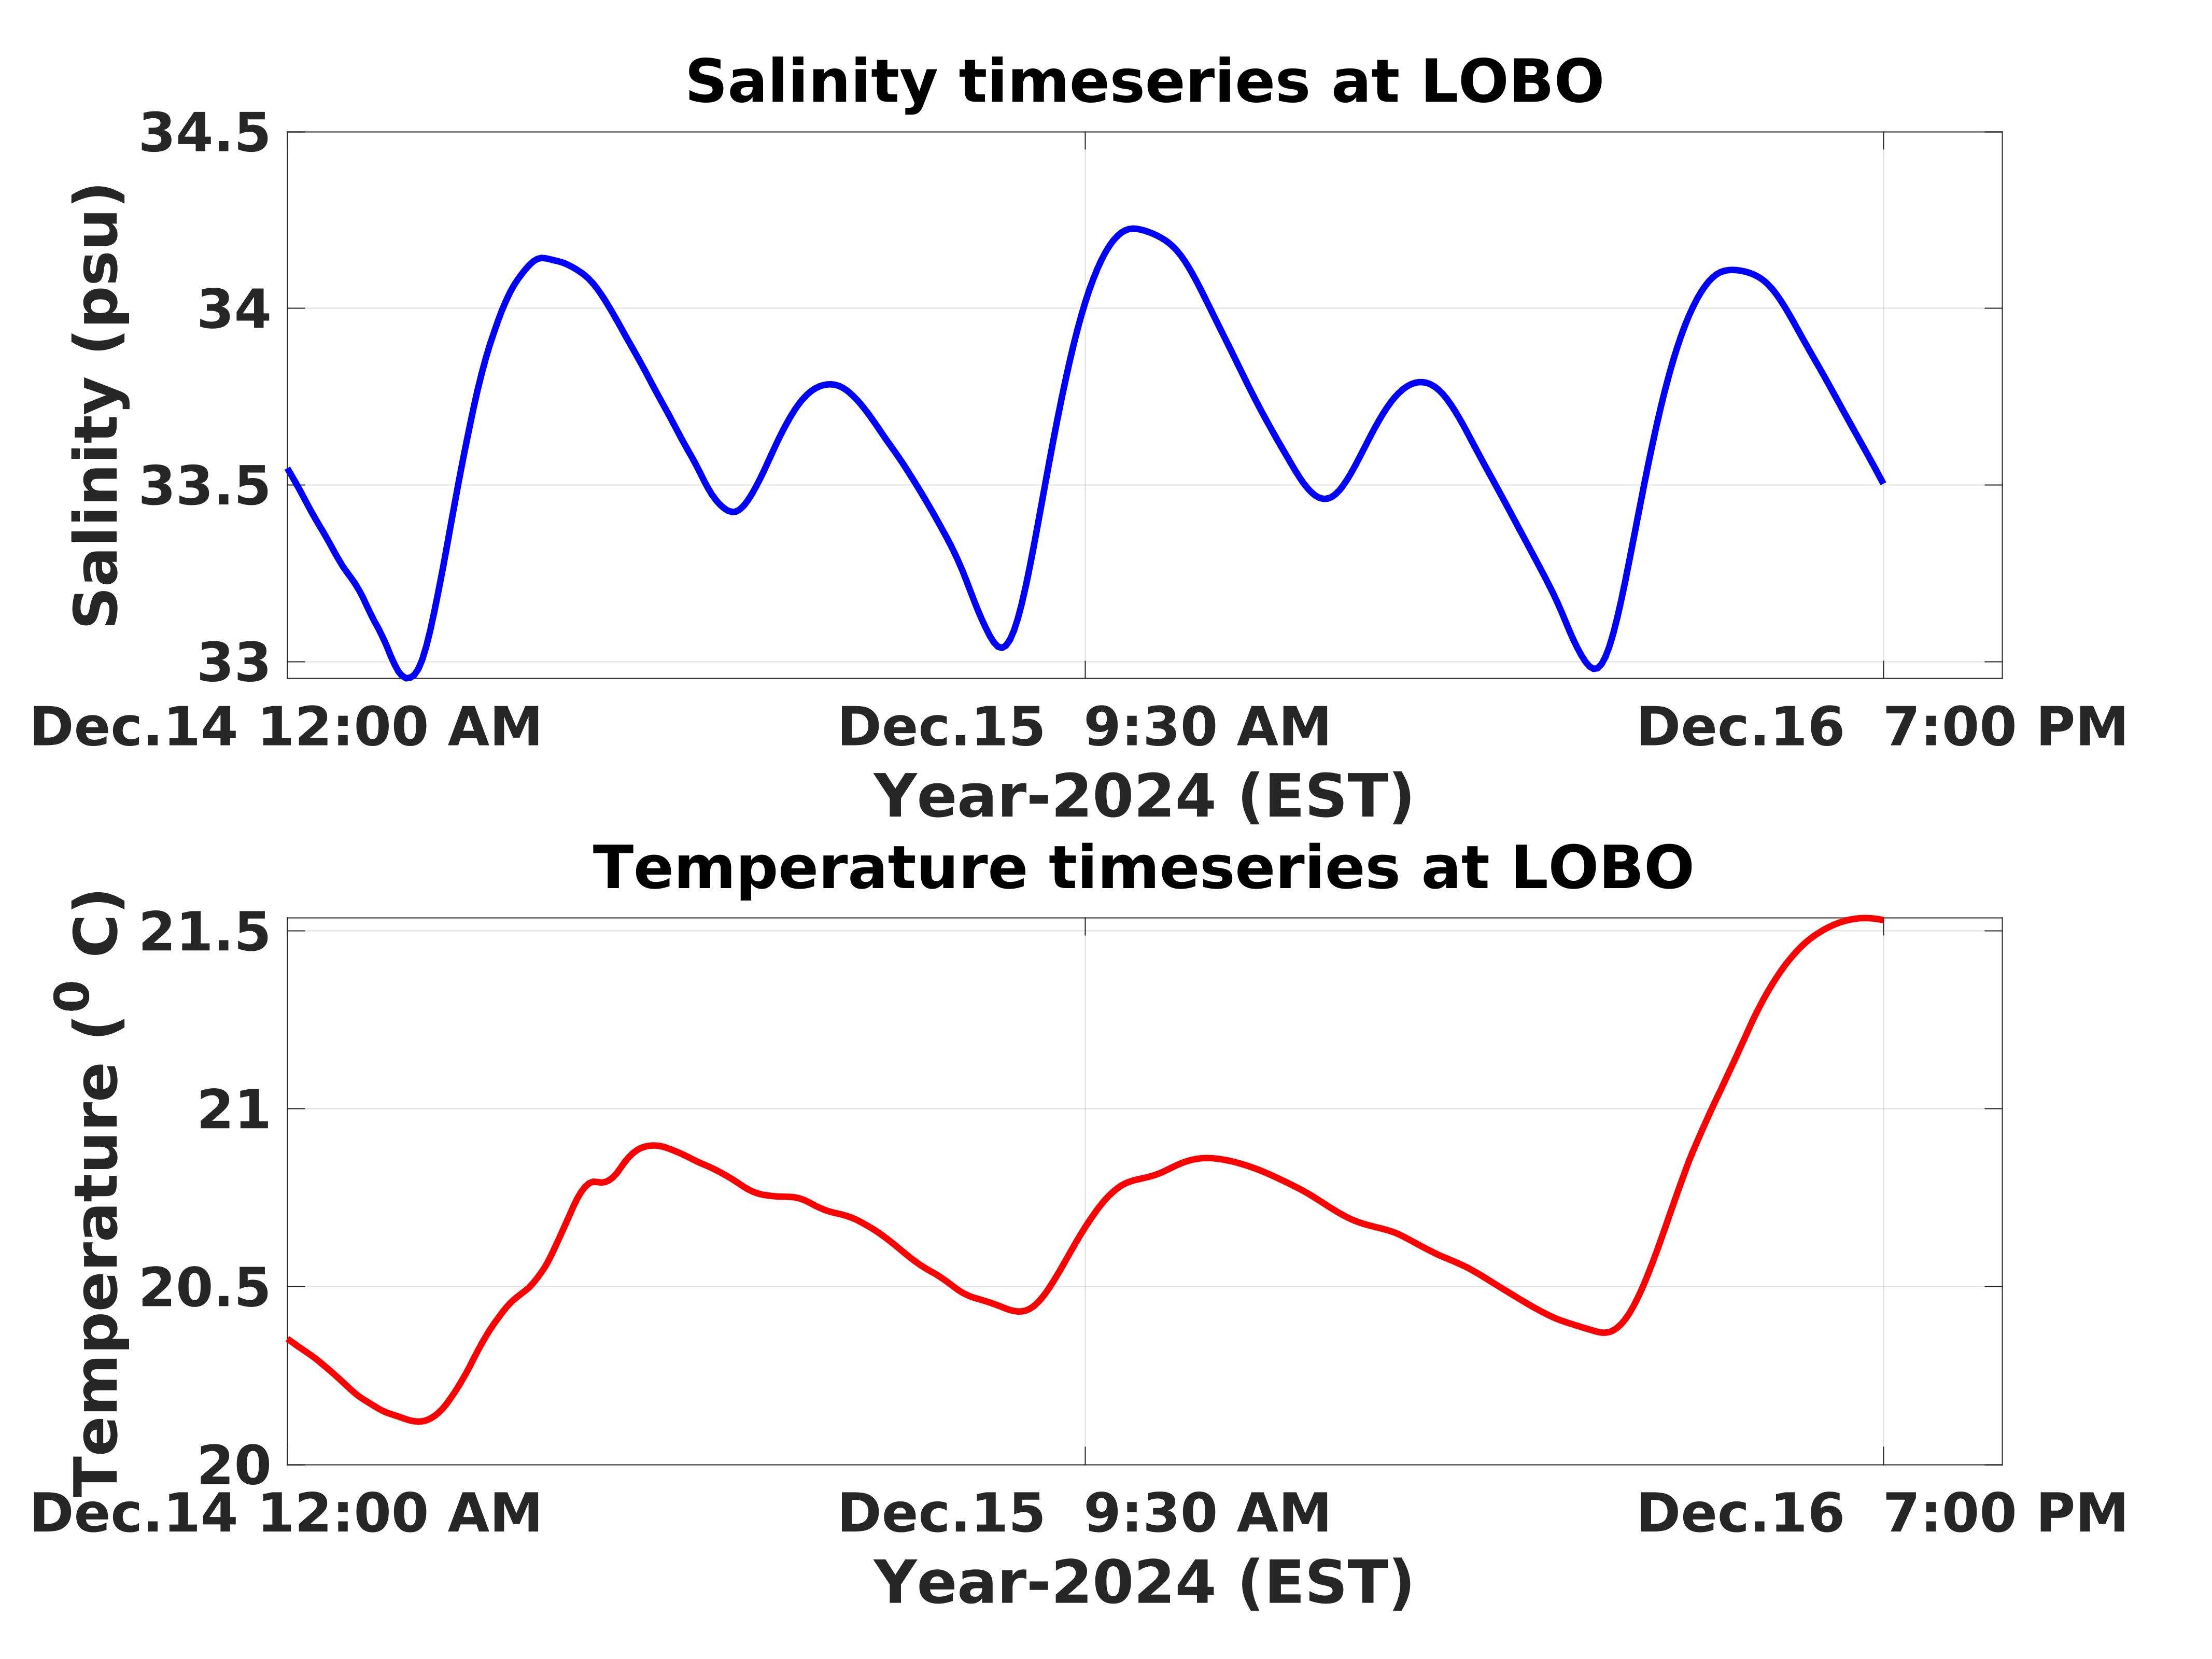 Salinity timeseries at LOBO
34.5
34
33.5
33
Salinity (psu)
Dec.14 12:00 AM Dec.15  9:30 AM Dec.16  7:00 PM
Year-2024 (EST)
Temperature timeseries at LOBO
21.5
21
20.5
20
Temperature (⁰ C)
Dec.14 12:00 AM Dec.15  9:30 AM Dec.16  7:00 PM
Year-2024 (EST)